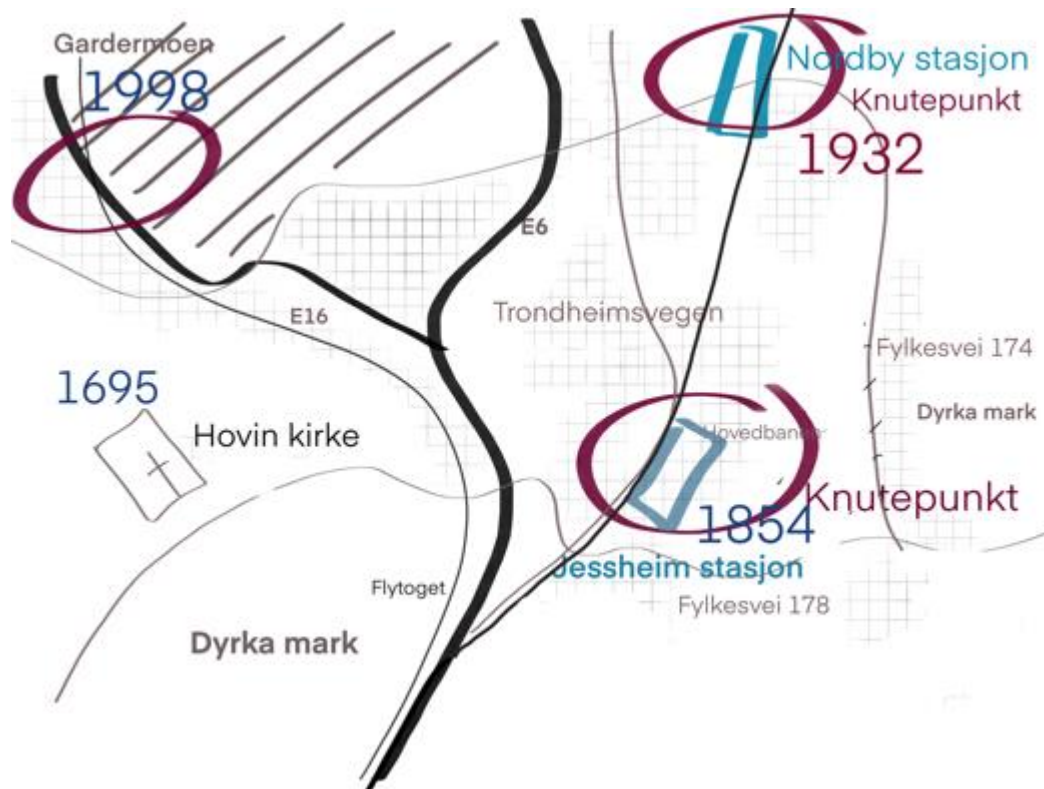 Gardermoen
1998
Nordby stasjon
Knutepunkt
1932
E6
E16
Trondheimsvegen
Fylkesvei 174
1695
Hovin kirke
Dyrka mark
Hovedbanen
Knutepunkt
1854
Jessheim stasjon
Flytoget
Fylkesvei 178
Dyrka mark